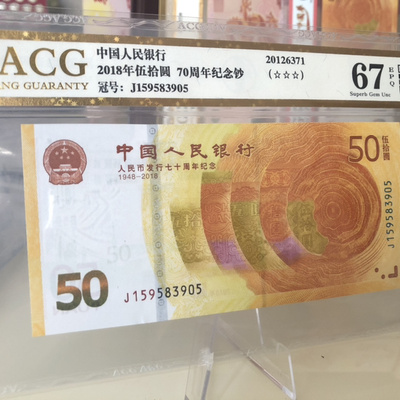 ACG
ING GUARANTY
中国人民银行
2018年伍拾圆 70周年纪念钞
冠号: J159583905
20126371
(☆☆☆)
67
EPQ
Superb Gem Unc
ACG
中国人民银行
人民币发行七十周年纪念
1948-2018
50
伍拾圆
J159583905
50
J159583905